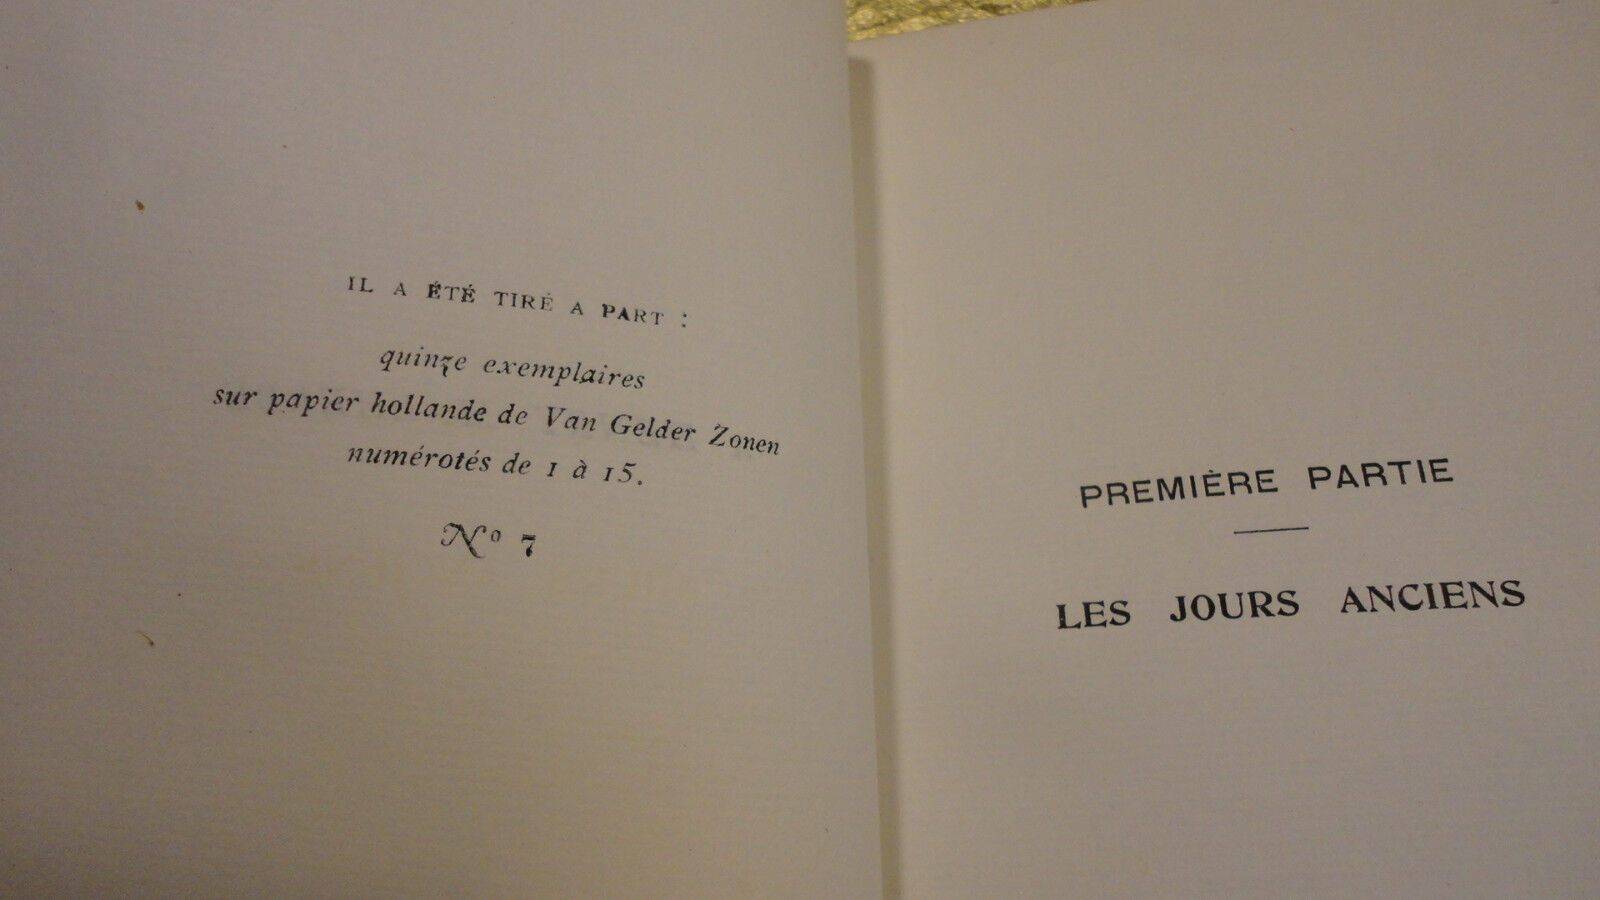 IL A ÉTÉ TIRÉ A PART :
quinze exemplaires
sur papier hollande de Van Gelder Zonen
numérotés de 1 à 15.
Nº 7
PREMIÈRE PARTIE
LES JOURS ANCIENS